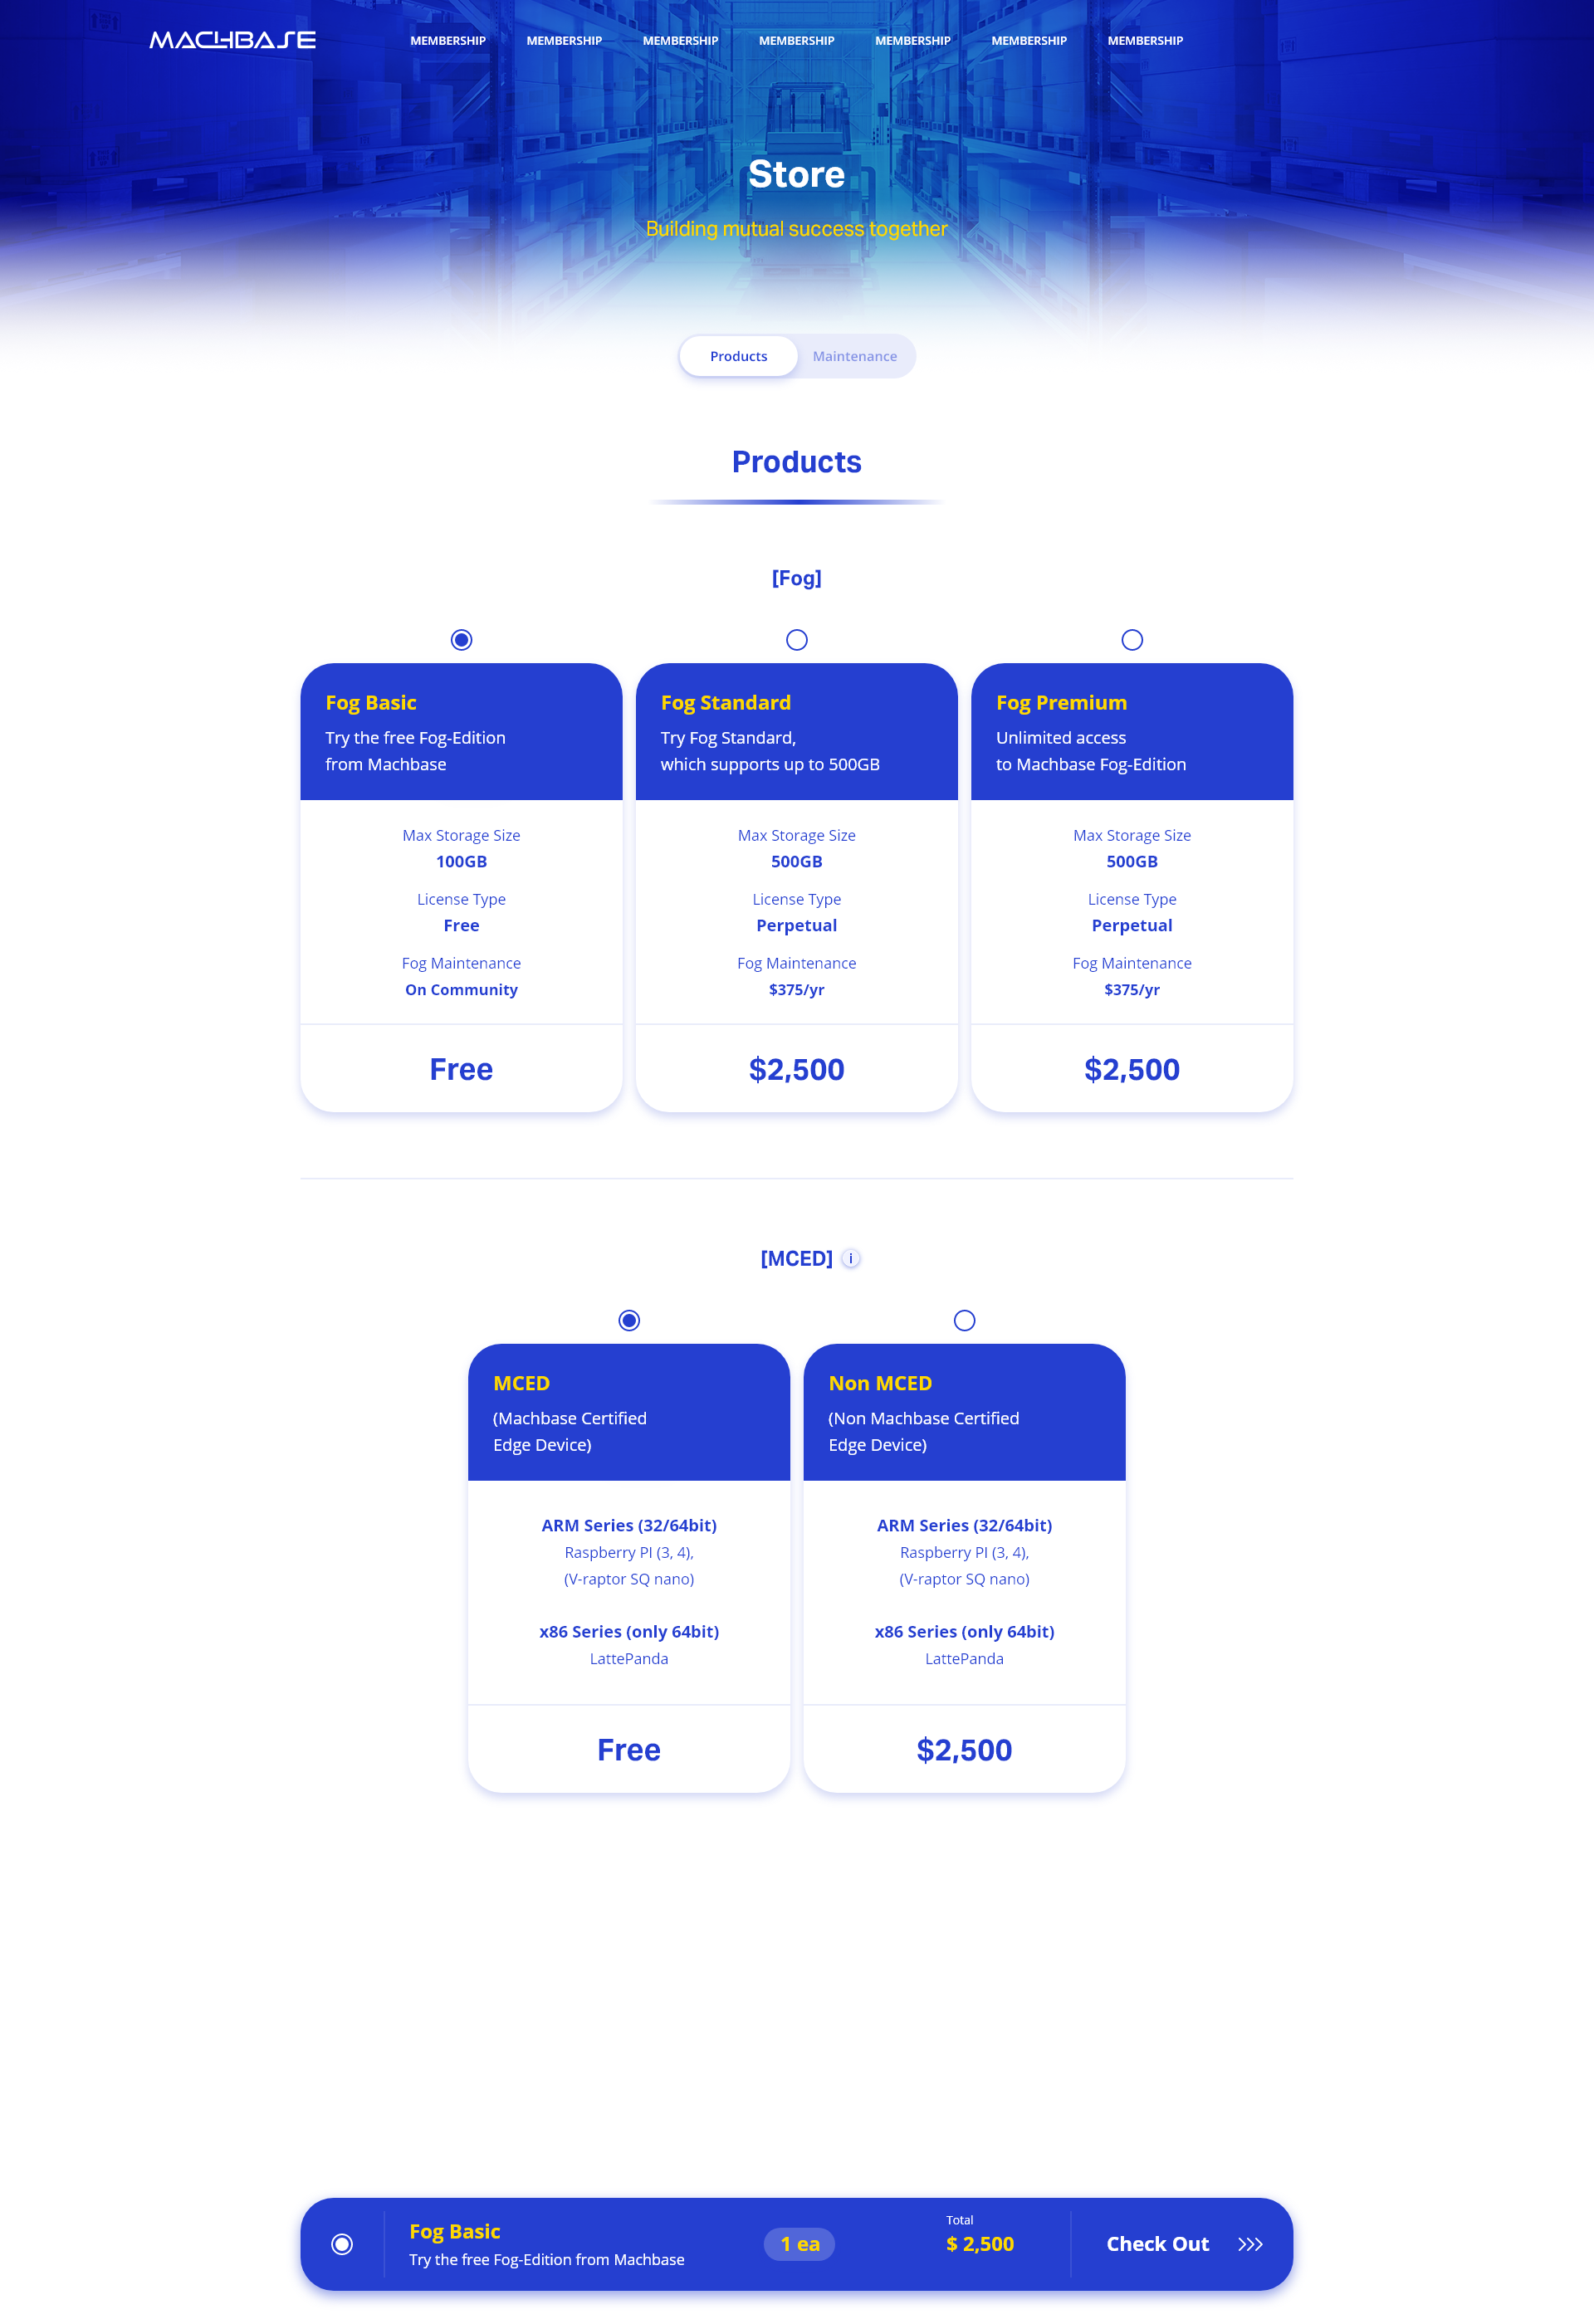 MACHBASE
MEMBERSHIP MEMBERSHIP MEMBERSHIP MEMBERSHIP MEMBERSHIP MEMBERSHIP MEMBERSHIP
Store
Building mutual success together
Products Maintenance
Products
[Fog]
Fog Basic
Try the free Fog-Edition
from Machbase
Max Storage Size
100GB
License Type
Free
Fog Maintenance
On Community
Free
Fog Standard
Try Fog Standard,
which supports up to 500GB
Max Storage Size
500GB
License Type
Perpetual
Fog Maintenance
$375/yr
$2,500
Fog Premium
Unlimited access
to Machbase Fog-Edition
Max Storage Size
500GB
License Type
Perpetual
Fog Maintenance
$375/yr
$2,500
[MCED] i
MCED
(Machbase Certified
Edge Device)
ARM Series (32/64bit)
Raspberry PI (3, 4),
(V-raptor SQ nano)
x86 Series (only 64bit)
LattePanda
Free
Non MCED
(Non Machbase Certified
Edge Device)
ARM Series (32/64bit)
Raspberry PI (3, 4),
(V-raptor SQ nano)
x86 Series (only 64bit)
LattePanda
$2,500
Fog Basic
Try the free Fog-Edition from Machbase
1 ea
Total
$ 2,500
Check Out